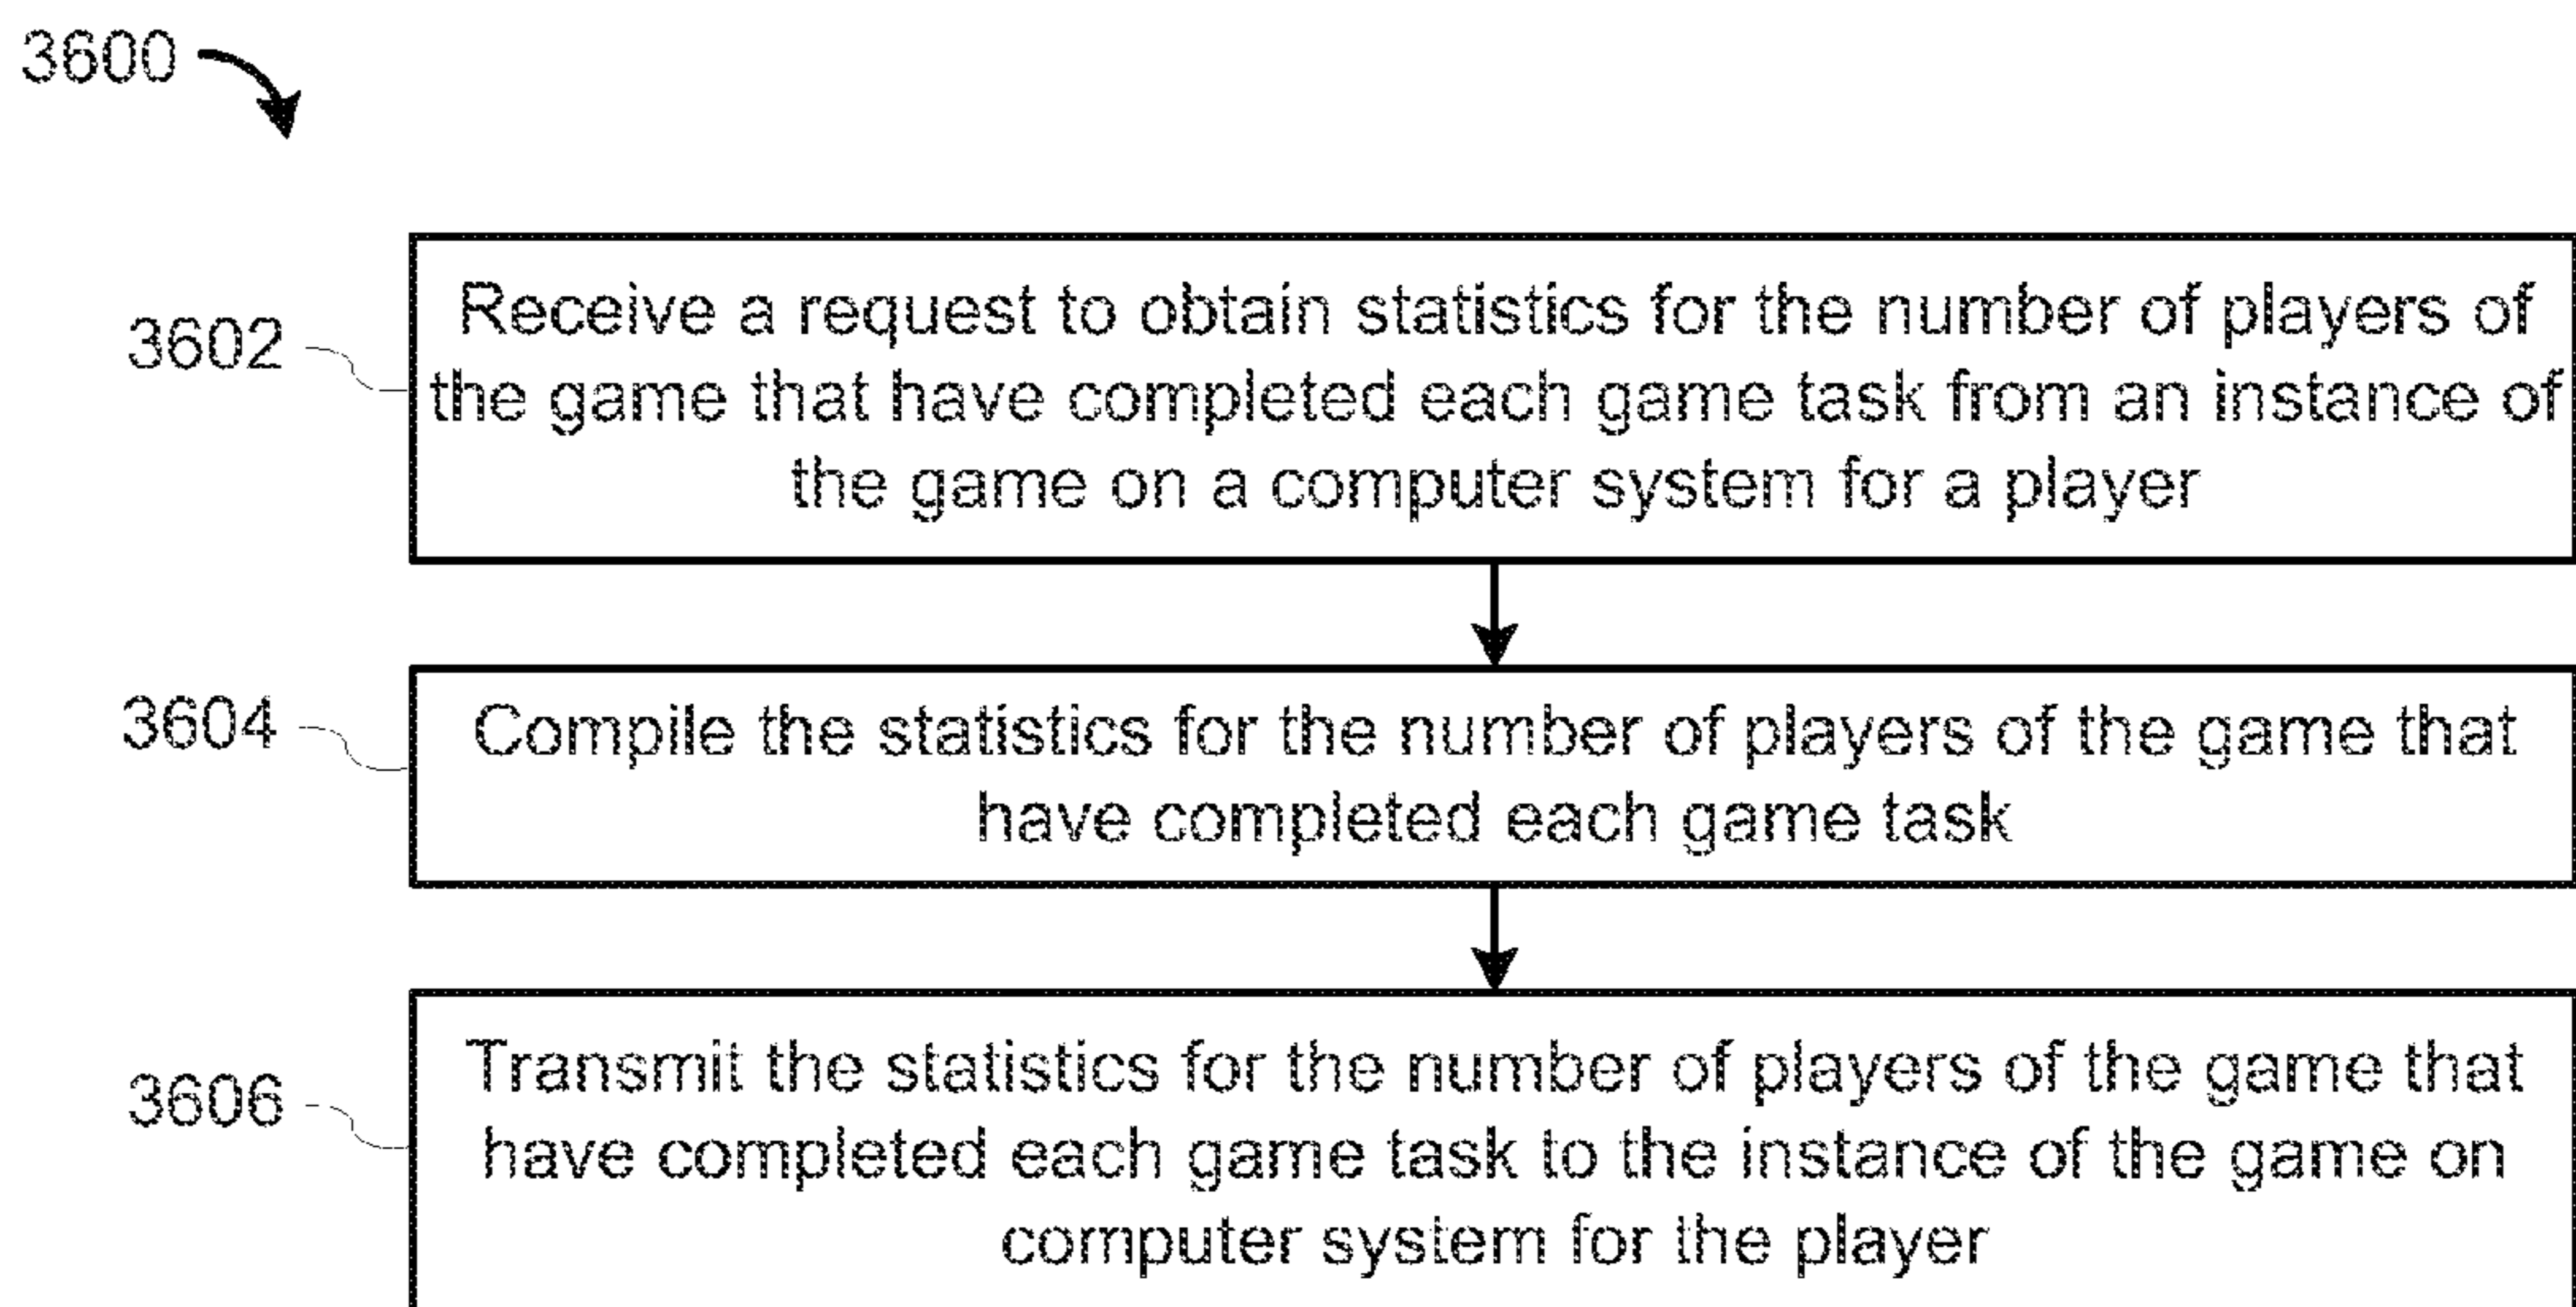 3600
3602
Receive a request to obtain statistics for the number of players of
the game that have completed each game task from an instance of
the game on a computer system for a player
3604
Compile the statistics for the number of players of the game that
have completed each game task
3606
Transmit the statistics for the number of players of the game that
have completed each game task to the instance of the game on
computer system for the player